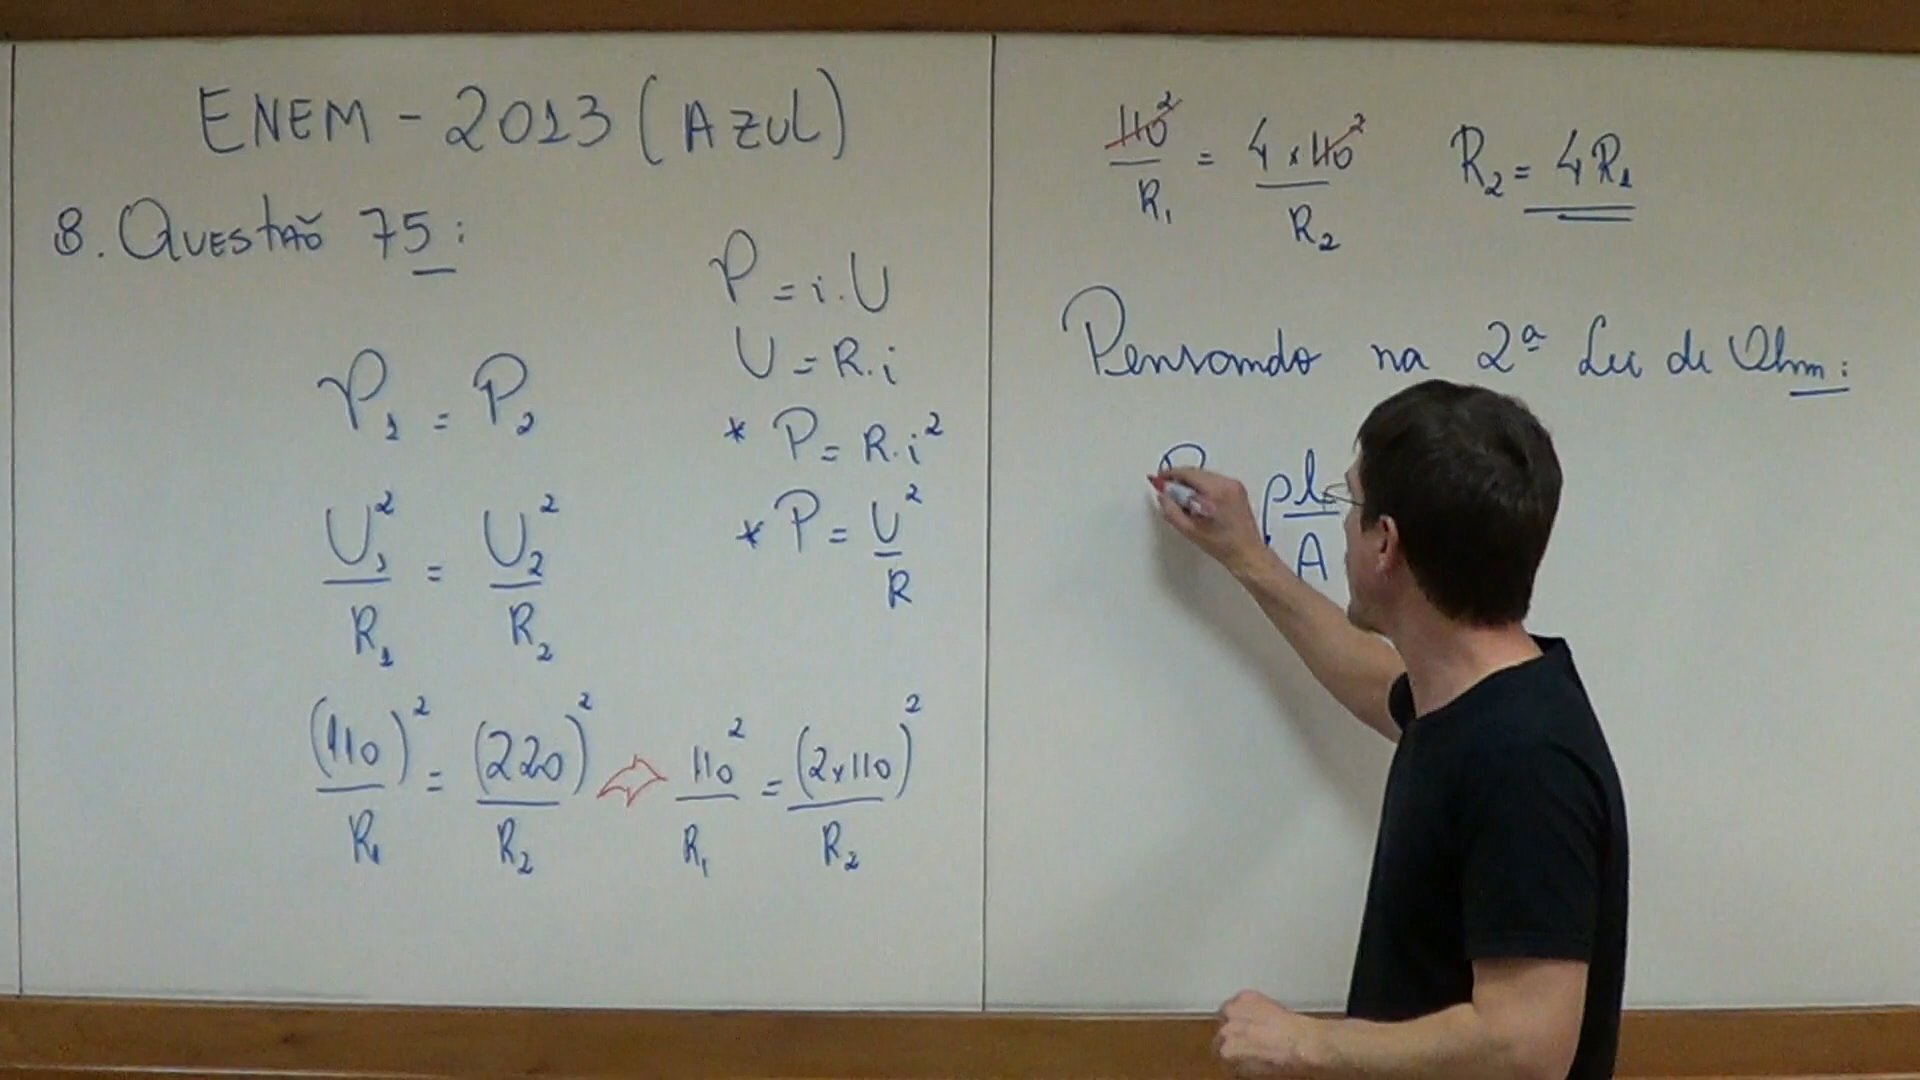 ENEM - 2013 (AZUL)
8. QUESTÃO 75:
P = i.U
U = R.i
* P = R.i²
* P = U²/R
P₁ = P₂
U₁²/R₁ = U₂²/R₂
(110)²/R₁ = (220)²/R₂ ⇨ 110²/R₁ = (2x110)²/R₂
110²/R₁ = 4 x 110²/R₂ R₂ = 4R₁
Pensando na 2ª Lei de Ohm:
ρl/A